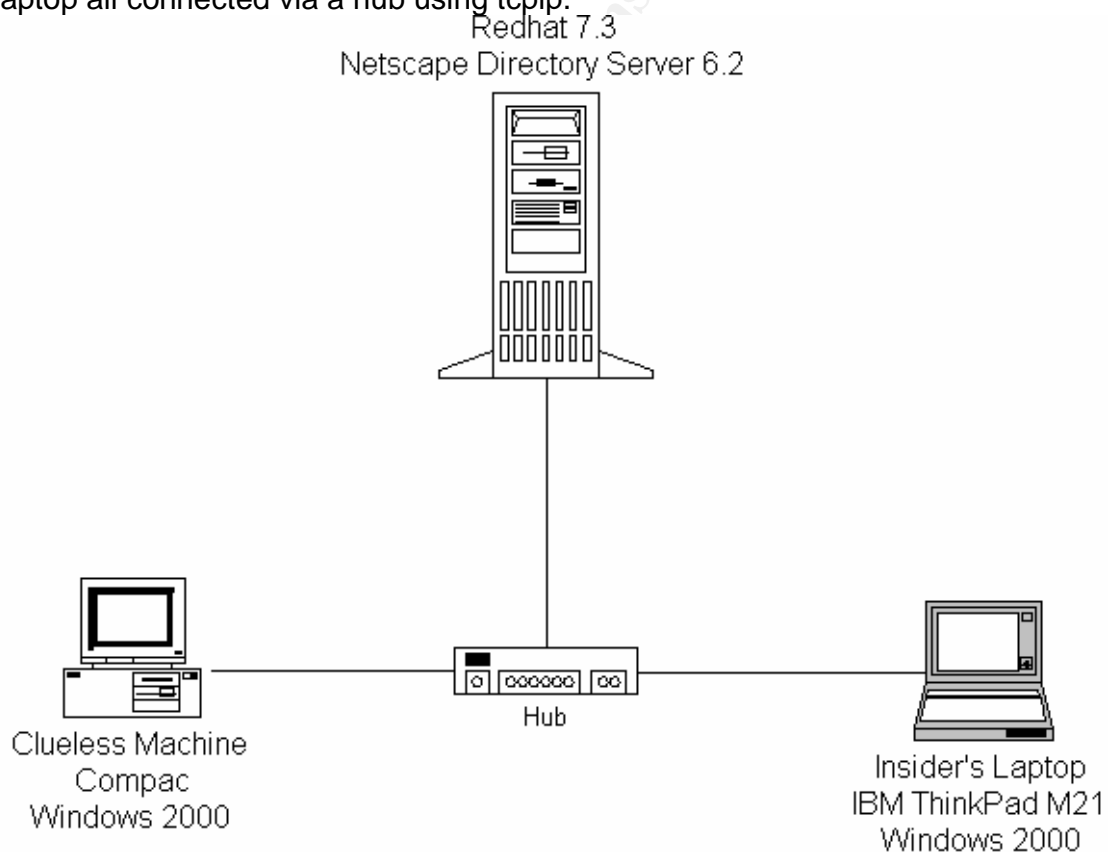 laptop all connected via a hub using tcpip.
Redhat 7.3
Netscape Directory Server 6.2
Hub
Clueless Machine
Compac
Windows 2000
Insider's Laptop
IBM ThinkPad M21
Windows 2000